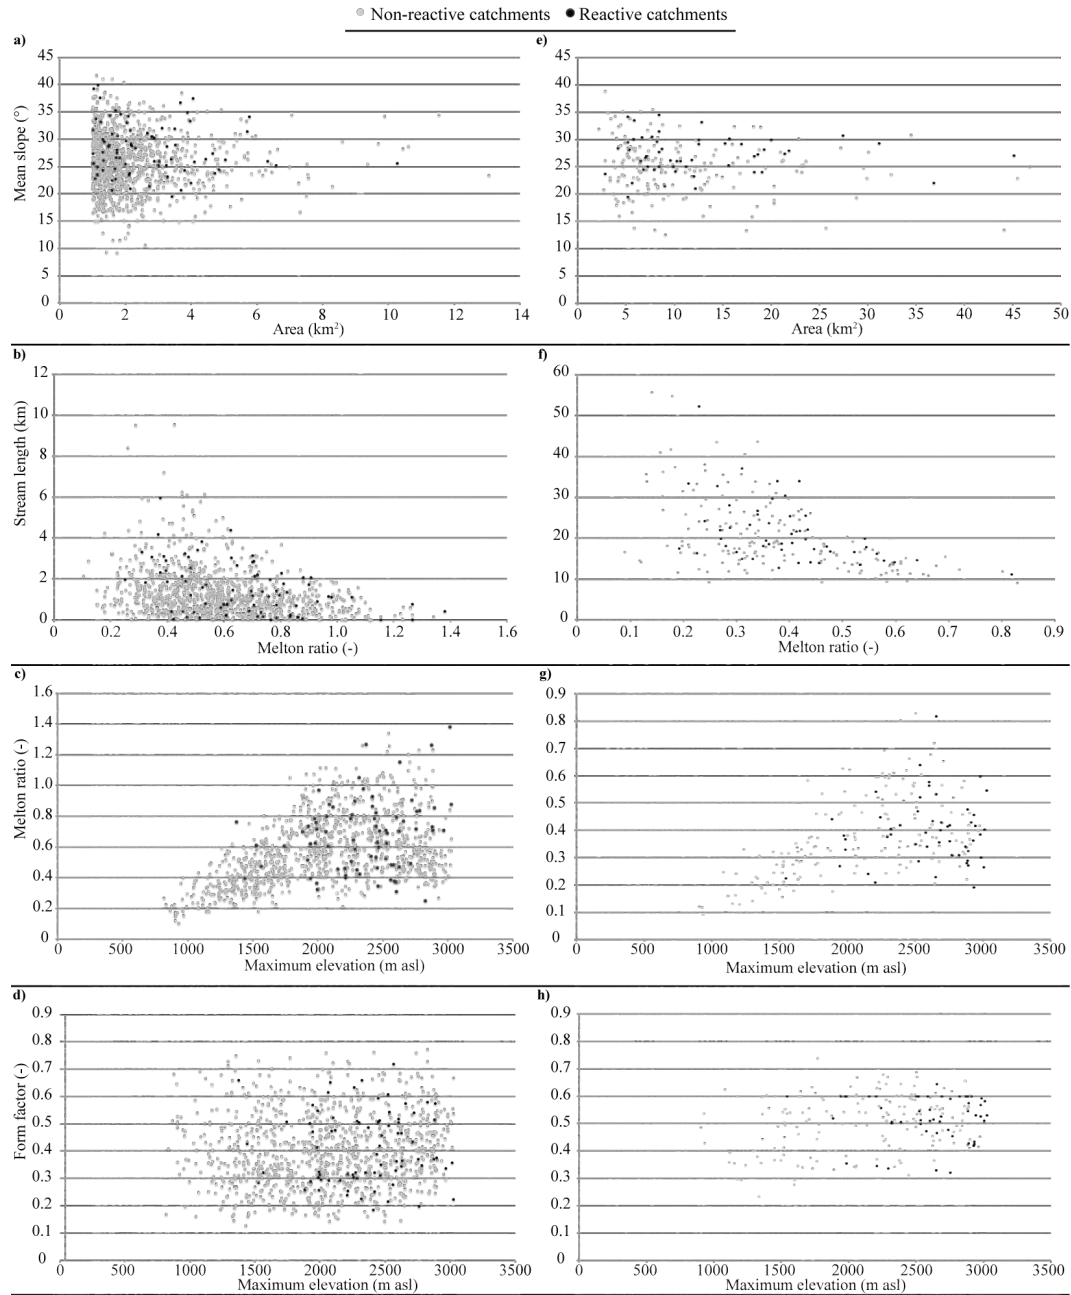 Non-reactive catchments Reactive catchments
a)
45
40
35
30
25
20
15
10
5
0
Mean slope (°)
0 2 4 6 8 10 12 14
Area (km²)
e)
45
40
35
30
25
20
15
10
5
0
0 5 10 15 20 25 30 35 40 45 50
Area (km²)
b)
12
10
8
6
4
2
0
Stream length (km)
0 0.2 0.4 0.6 0.8 1.0 1.2 1.4 1.6
Melton ratio (-)
f)
60
50
40
30
20
10
0
0 0.1 0.2 0.3 0.4 0.5 0.6 0.7 0.8 0.9
Melton ratio (-)
c)
1.6
1.4
1.2
1.0
0.8
0.6
0.4
0.2
0
Melton ratio (-)
0 500 1000 1500 2000 2500 3000 3500
Maximum elevation (m asl)
g)
0.9
0.8
0.7
0.6
0.5
0.4
0.3
0.2
0.1
0
0 500 1000 1500 2000 2500 3000 3500
Maximum elevation (m asl)
d)
0.9
0.8
0.7
0.6
0.5
0.4
0.3
0.2
0.1
0
Form factor (-)
0 500 1000 1500 2000 2500 3000 3500
Maximum elevation (m asl)
h)
0.9
0.8
0.7
0.6
0.5
0.4
0.3
0.2
0.1
0
0 500 1000 1500 2000 2500 3000 3500
Maximum elevation (m asl)